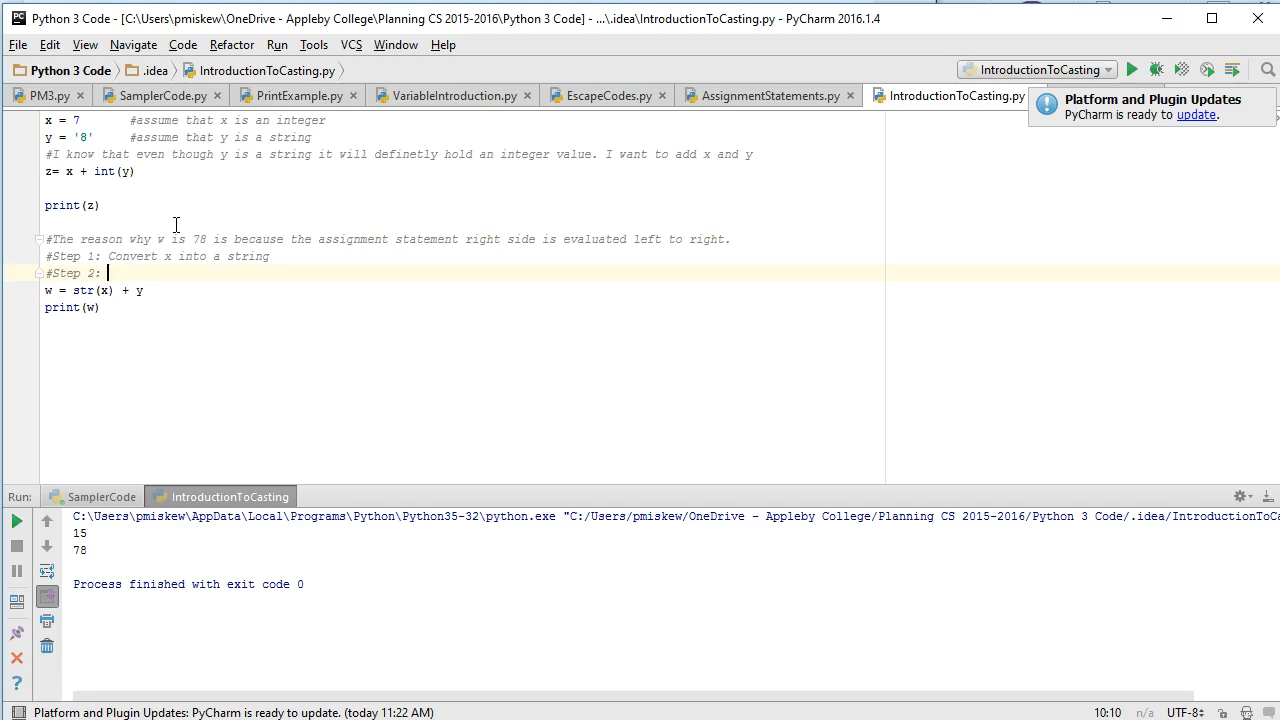 Python 3 Code - [C:\Users\pmiskew\OneDrive - Appleby College\Planning CS 2015-2016\Python 3 Code] - ...\.idea\IntroductionToCasting.py - PyCharm 2016.1.4
File Edit View Navigate Code Refactor Run Tools VCS Window Help
Python 3 Code .idea IntroductionToCasting.py IntroductionToCasting
PM3.py SamplerCode.py PrintExample.py VariableIntroduction.py EscapeCodes.py AssignmentStatements.py IntroductionToCasting.py
Platform and Plugin Updates
PyCharm is ready to update.
x = 7 #assume that x is an integer
y = '8' #assume that y is a string
#I know that even though y is a string it will definetly hold an integer value. I want to add x and y
z= x + int(y)
print(z)
#The reason why w is 78 is because the assignment statement right side is evaluated left to right.
#Step 1: Convert x into a string
#Step 2:
w = str(x) + y
print(w)
Run: SamplerCode IntroductionToCasting
C:\Users\pmiskew\AppData\Local\Programs\Python\Python35-32\python.exe "C:/Users/pmiskew/OneDrive - Appleby College/Planning CS 2015-2016/Python 3 Code/.idea/IntroductionToCa
15
78
Process finished with exit code 0
Platform and Plugin Updates: PyCharm is ready to update. (today 11:22 AM) 10:10 n/a UTF-8